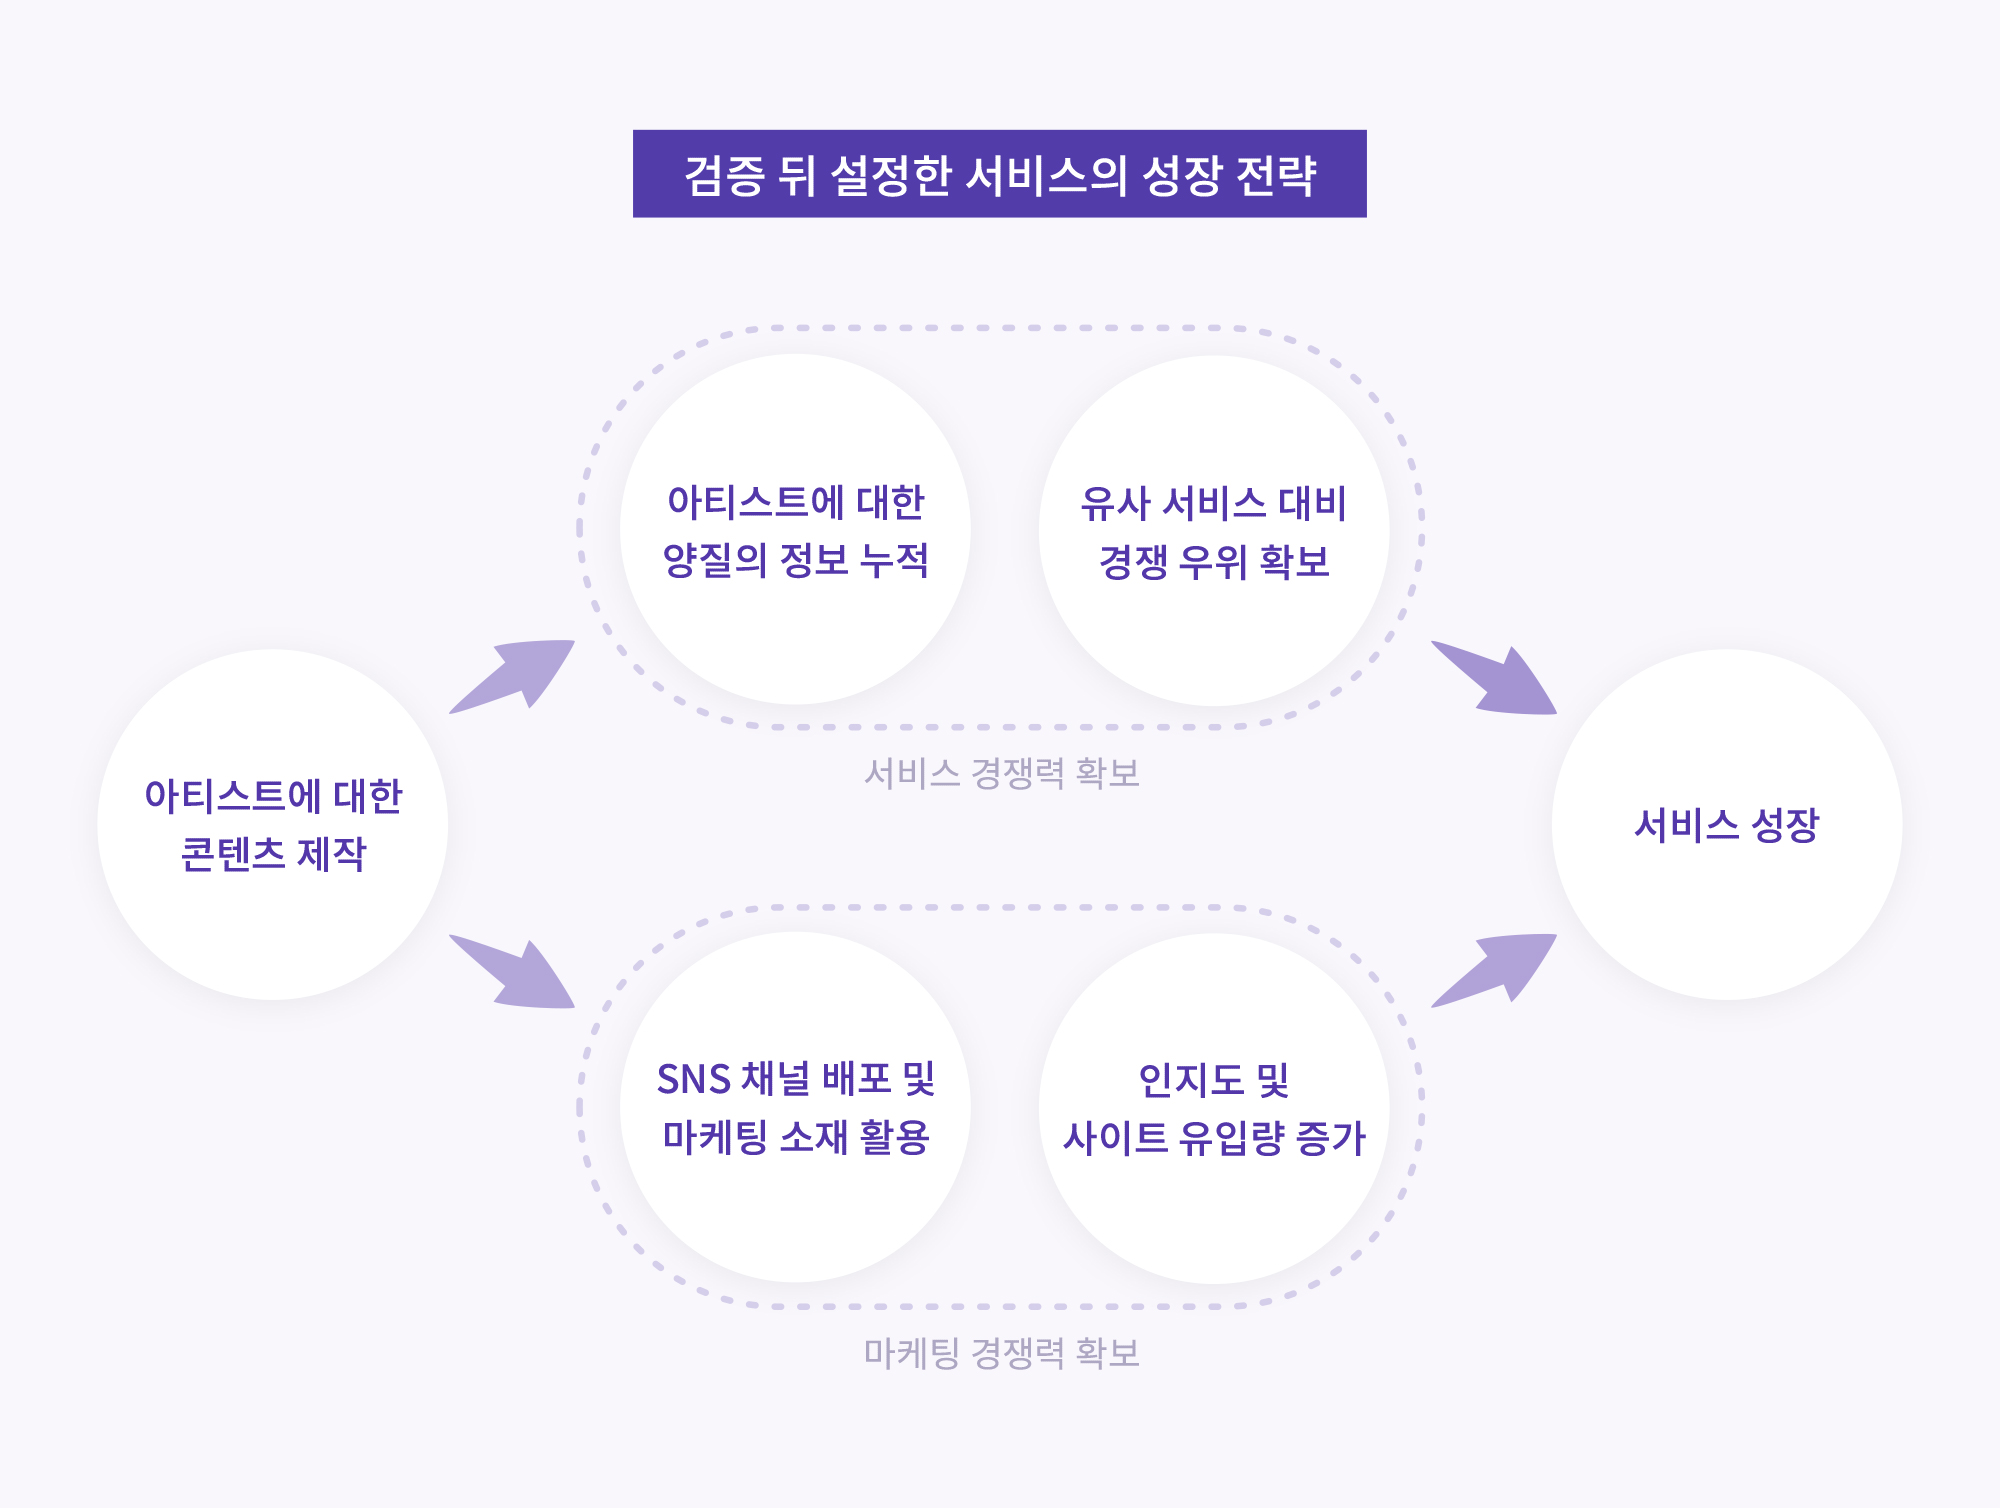 검증 뒤 설정한 서비스의 성장 전략
아티스트에 대한
콘텐츠 제작
아티스트에 대한
양질의 정보 누적
유사 서비스 대비
경쟁 우위 확보
서비스 경쟁력 확보
SNS 채널 배포 및
마케팅 소재 활용
인지도 및
사이트 유입량 증가
마케팅 경쟁력 확보
서비스 성장